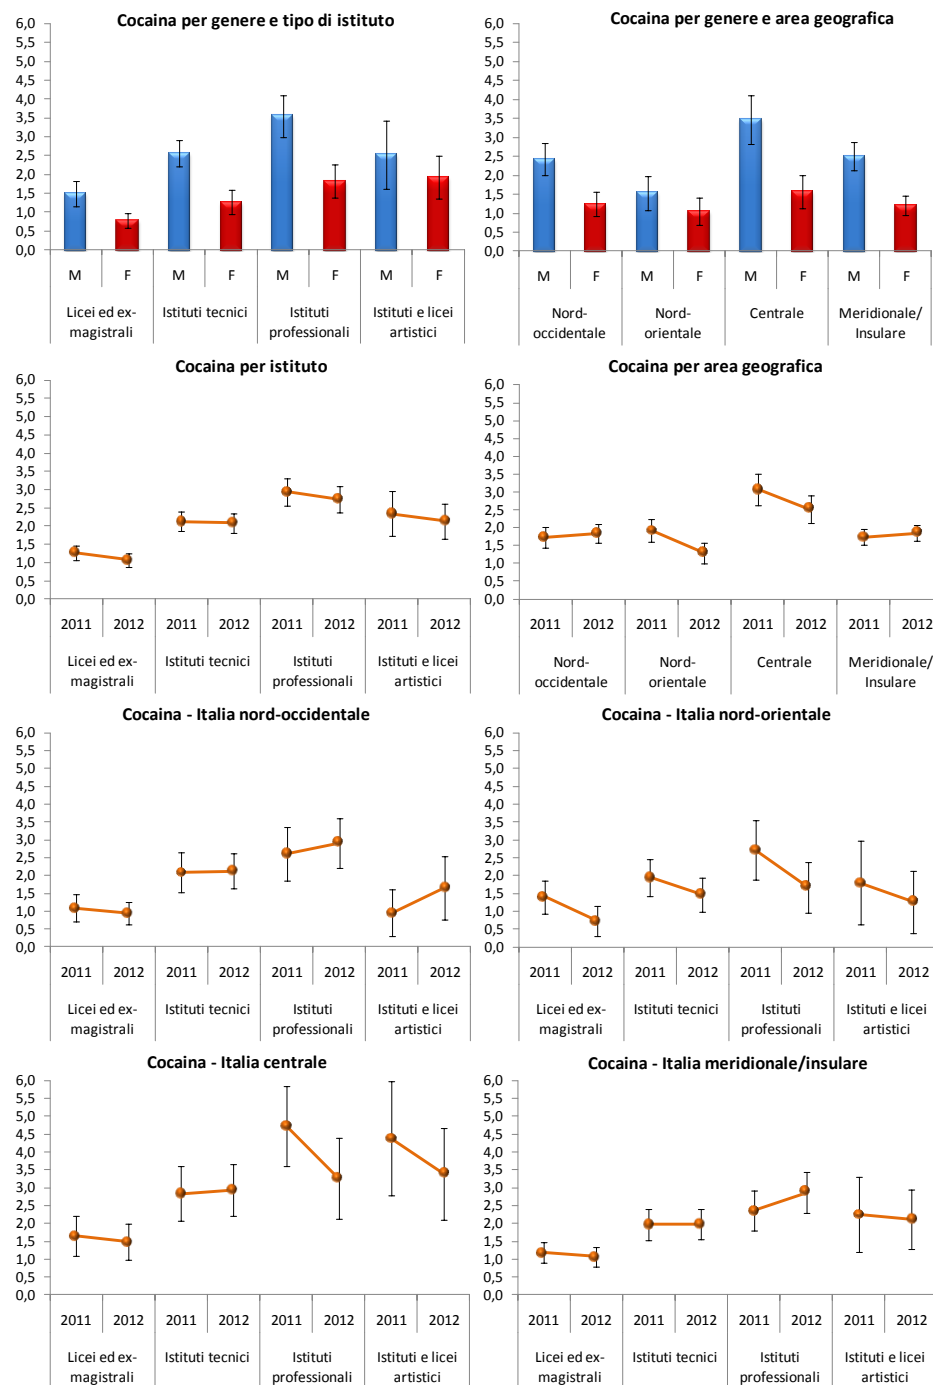 Cocaina per genere e tipo di istituto
6,0
5,5
5,0
4,5
4,0
3,5
3,0
2,5
2,0
1,5
1,0
0,5
0,0
M F M F M F M F
Licei ed ex-
magistrali
Istituti tecnici
Istituti
professionali
Istituti e licei
artistici
Cocaina per genere e area geografica
6,0
5,5
5,0
4,5
4,0
3,5
3,0
2,5
2,0
1,5
1,0
0,5
0,0
M F M F M F M F
Nord-
occidentale
Nord-
orientale
Centrale
Meridionale/
Insulare
Cocaina per istituto
6,0
5,5
5,0
4,5
4,0
3,5
3,0
2,5
2,0
1,5
1,0
0,5
0,0
2011 2012 2011 2012 2011 2012 2011 2012
Licei ed ex-
magistrali
Istituti tecnici
Istituti
professionali
Istituti e licei
artistici
Cocaina per area geografica
6,0
5,5
5,0
4,5
4,0
3,5
3,0
2,5
2,0
1,5
1,0
0,5
0,0
2011 2012 2011 2012 2011 2012 2011 2012
Nord-
occidentale
Nord-
orientale
Centrale
Meridionale/
Insulare
Cocaina - Italia nord-occidentale
6,0
5,5
5,0
4,5
4,0
3,5
3,0
2,5
2,0
1,5
1,0
0,5
0,0
2011 2012 2011 2012 2011 2012 2011 2012
Licei ed ex-
magistrali
Istituti tecnici
Istituti
professionali
Istituti e licei
artistici
Cocaina - Italia nord-orientale
6,0
5,5
5,0
4,5
4,0
3,5
3,0
2,5
2,0
1,5
1,0
0,5
0,0
2011 2012 2011 2012 2011 2012 2011 2012
Licei ed ex-
magistrali
Istituti tecnici
Istituti
professionali
Istituti e licei
artistici
Cocaina - Italia centrale
6,0
5,5
5,0
4,5
4,0
3,5
3,0
2,5
2,0
1,5
1,0
0,5
0,0
2011 2012 2011 2012 2011 2012 2011 2012
Licei ed ex-
magistrali
Istituti tecnici
Istituti
professionali
Istituti e licei
artistici
Cocaina - Italia meridionale/insulare
6,0
5,5
5,0
4,5
4,0
3,5
3,0
2,5
2,0
1,5
1,0
0,5
0,0
2011 2012 2011 2012 2011 2012 2011 2012
Licei ed ex-
magistrali
Istituti tecnici
Istituti
professionali
Istituti e licei
artistici